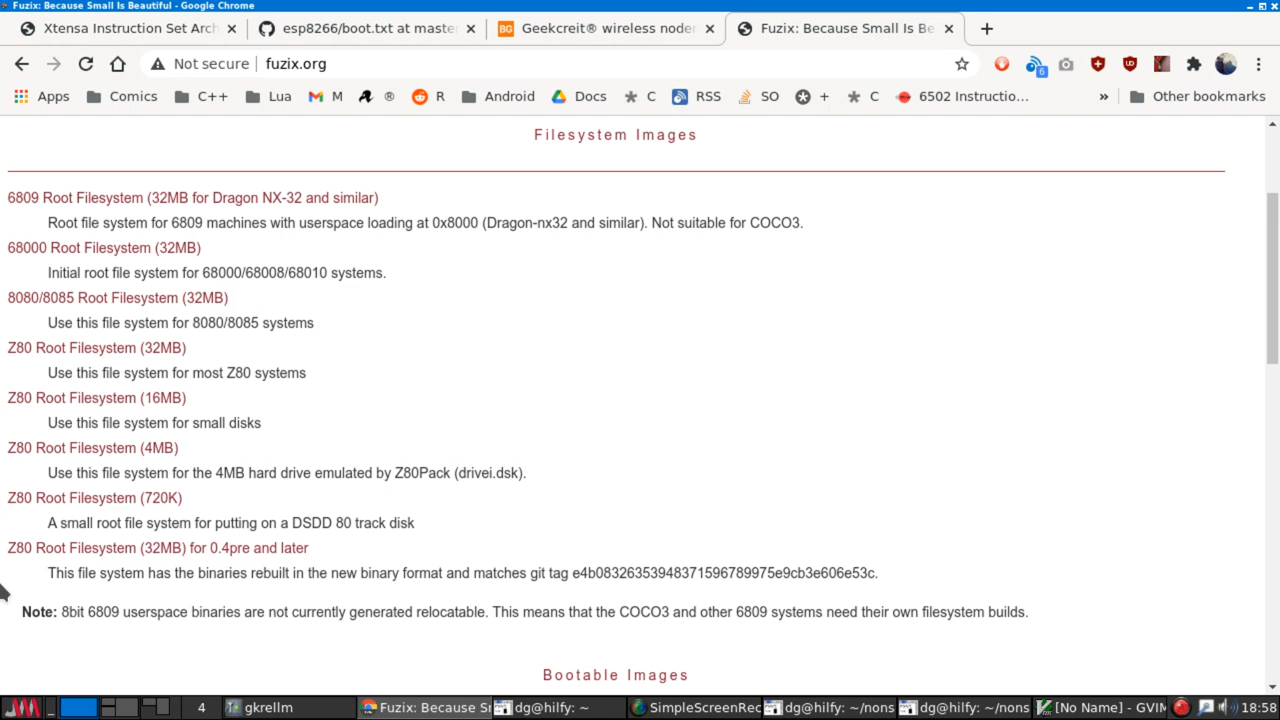 Fuzix: Because Small Is Beautiful - Google Chrome
Xtensa Instruction Set Arch
esp8266/boot.txt at master
BG Geekcreit® wireless noder
Fuzix: Because Small Is Be
Not secure fuzix.org 6
Apps Comics C++ Lua M ® R Android Docs C RSS SO + C 6502 Instructio… » Other bookmarks
Filesystem Images
6809 Root Filesystem (32MB for Dragon NX-32 and similar)
Root file system for 6809 machines with userspace loading at 0x8000 (Dragon-nx32 and similar). Not suitable for COCO3.
68000 Root Filesystem (32MB)
Initial root file system for 68000/68008/68010 systems.
8080/8085 Root Filesystem (32MB)
Use this file system for 8080/8085 systems
Z80 Root Filesystem (32MB)
Use this file system for most Z80 systems
Z80 Root Filesystem (16MB)
Use this file system for small disks
Z80 Root Filesystem (4MB)
Use this file system for the 4MB hard drive emulated by Z80Pack (drivei.dsk).
Z80 Root Filesystem (720K)
A small root file system for putting on a DSDD 80 track disk
Z80 Root Filesystem (32MB) for 0.4pre and later
This file system has the binaries rebuilt in the new binary format and matches git tag e4b08326353948371596789975e9cb3e606e53c.
Note: 8bit 6809 userspace binaries are not currently generated relocatable. This means that the COCO3 and other 6809 systems need their own filesystem builds.
Bootable Images
4 gkrellm Fuzix: Because Sr dg@hilfy: ~ SimpleScreenRec dg@hilfy: ~/nons dg@hilfy: ~/nons [No Name] - GVIM 18:58